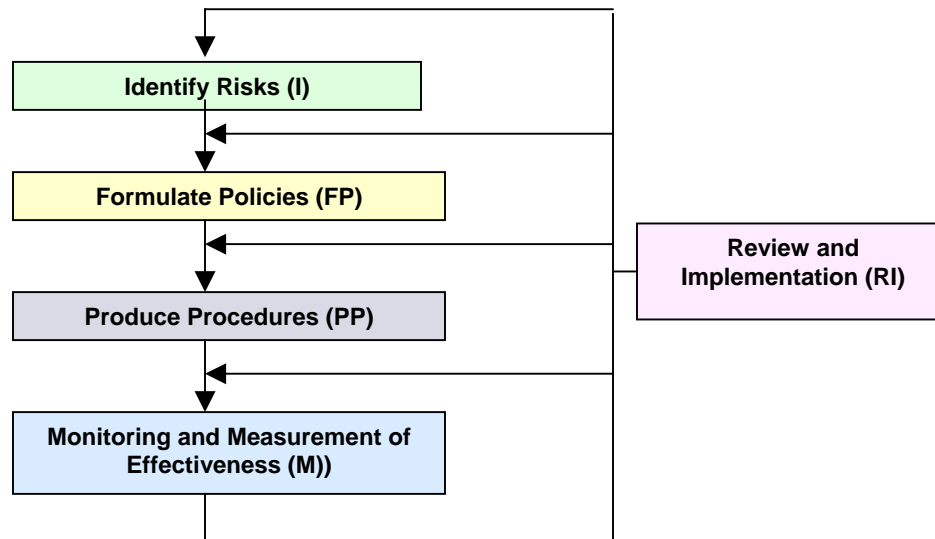 Identify Risks (I)
Formulate Policies (FP)
Review and
Implementation (RI)
Produce Procedures (PP)
Monitoring and Measurement of
Effectiveness (M))